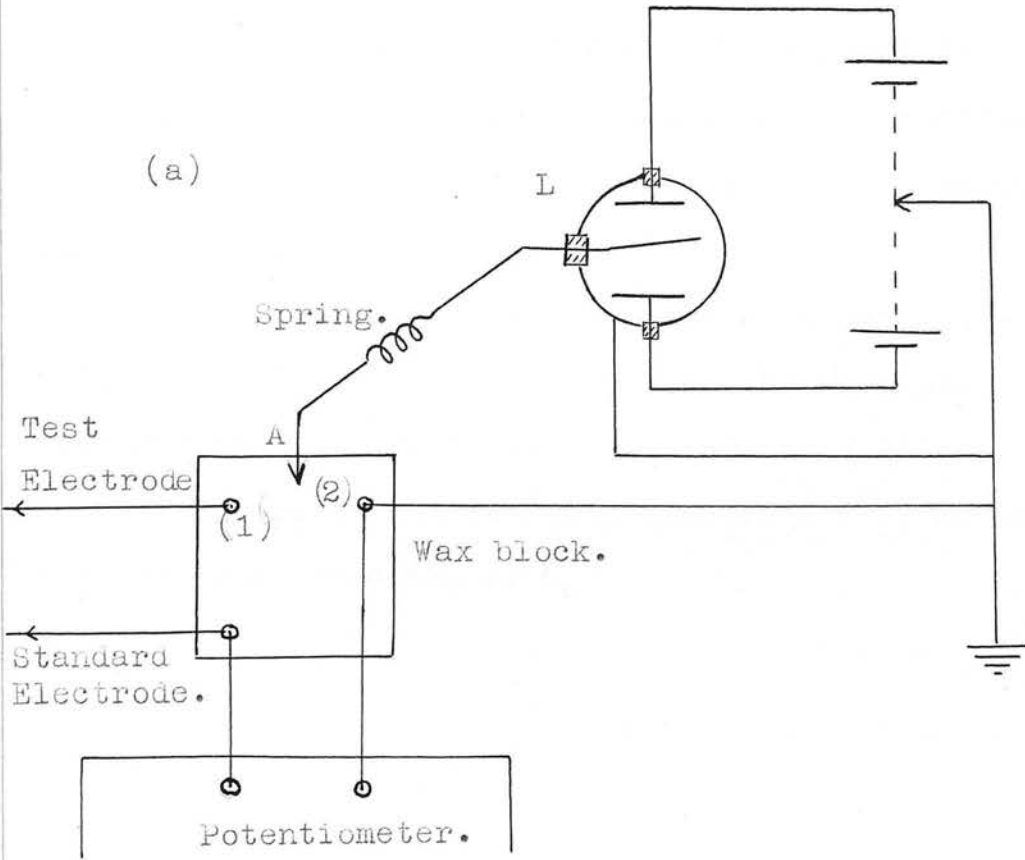 (a)
L
Spring.
A
Test
Electrode
(1)
(2)
Wax block.
Standard
Electrode.
Potentiometer.